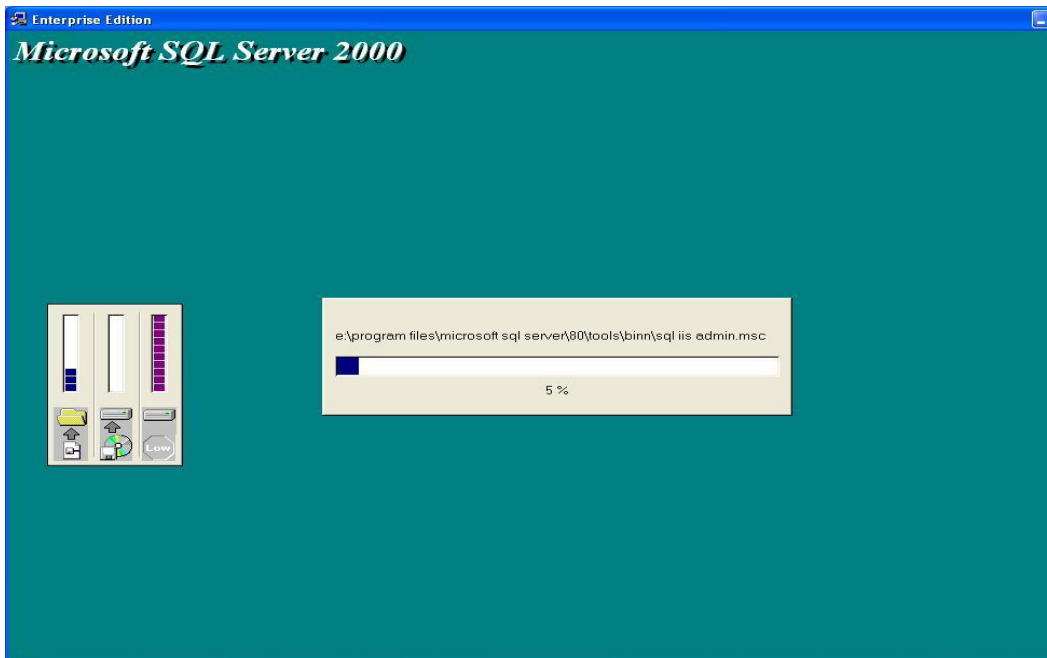 Enterprise Edition
Microsoft SQL Server 2000
e:\program files\microsoft sql server\80\tools\binn\sql iis admin.msc
5 %
Low